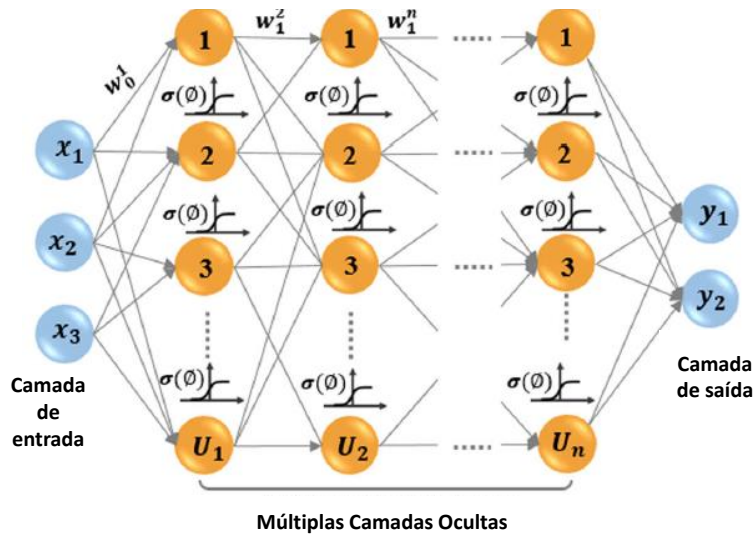 w₀¹
w₁²
w₁ⁿ
1
1
1
σ(∅)
σ(∅)
σ(∅)
x₁
2
2
2
y₁
σ(∅)
σ(∅)
σ(∅)
x₂
3
3
3
y₂
x₃
σ(∅)
σ(∅)
σ(∅)
Camada
de
entrada
Camada
de saída
U₁
U₂
Uₙ
Múltiplas Camadas Ocultas